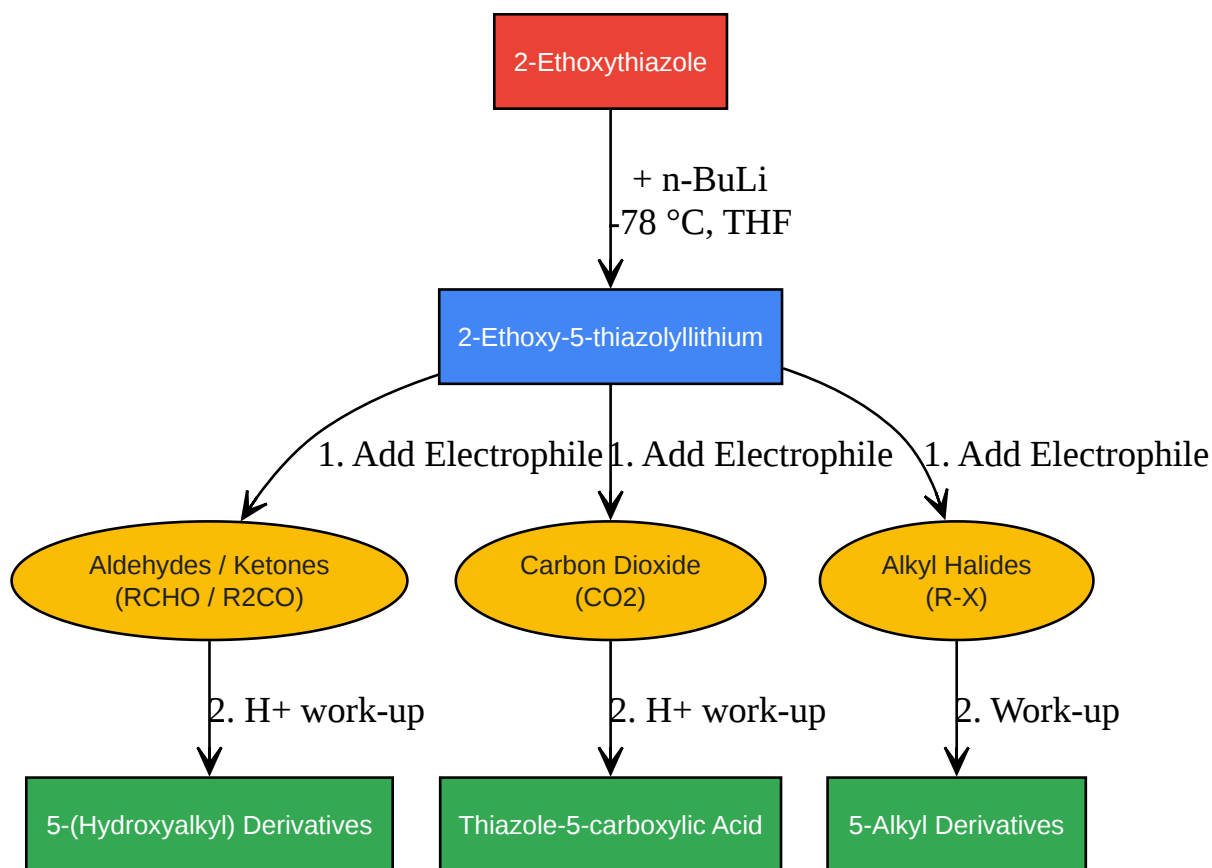 2-Ethoxythiazole
+ n-BuLi
-78 °C, THF
2-Ethoxy-5-thiazolyllithium
1. Add Electrophile
1. Add Electrophile
1. Add Electrophile
Aldehydes / Ketones
(RCHO / R2CO)
Carbon Dioxide
(CO2)
Alkyl Halides
(R-X)
2. H+ work-up
2. H+ work-up
2. Work-up
5-(Hydroxyalkyl) Derivatives
Thiazole-5-carboxylic Acid
5-Alkyl Derivatives